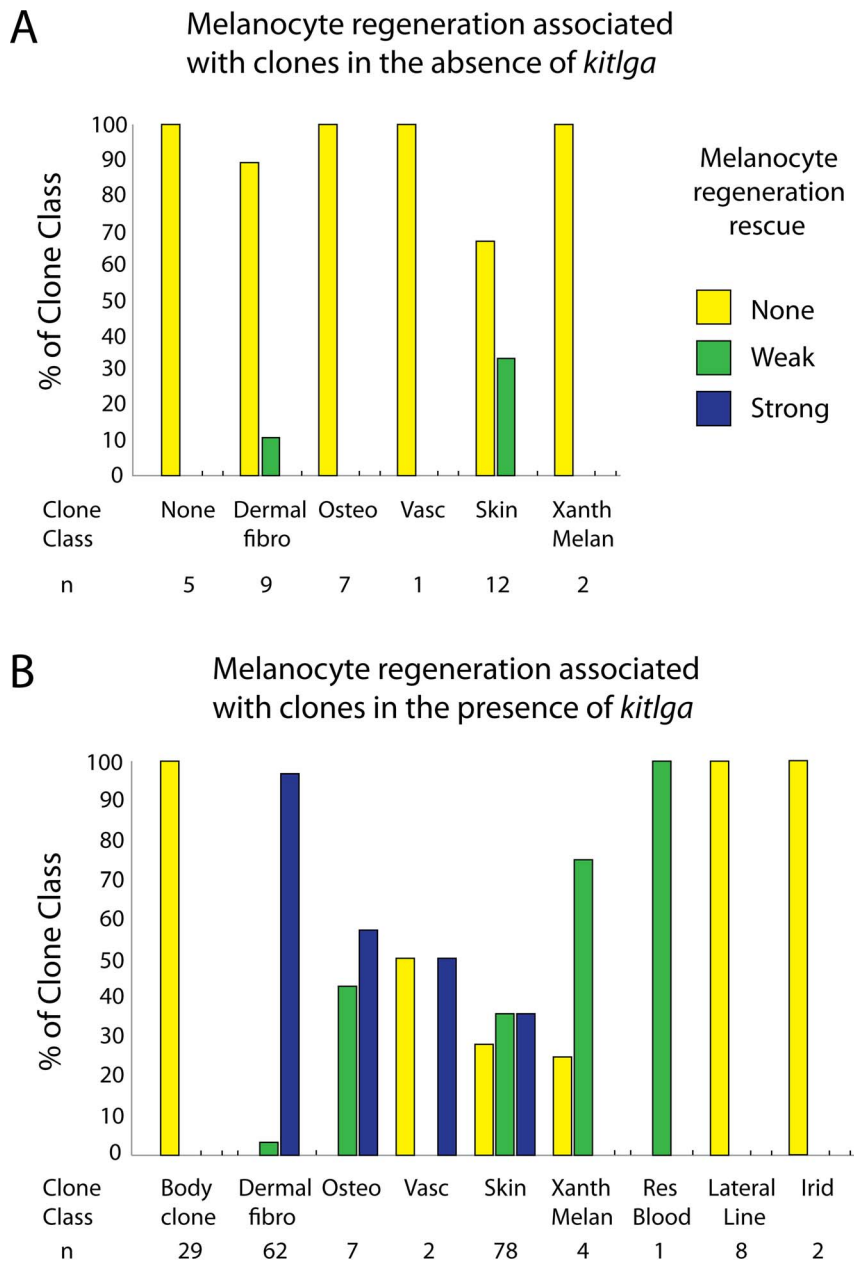 A
Melanocyte regeneration associated
with clones in the absence of kitlga
% of Clone Class
100
90
80
70
60
50
40
30
20
10
0
Melanocyte
regeneration
rescue
None
Weak
Strong
Clone None Dermal Osteo Vasc Skin Xanth
Class fibro Melan
n 5 9 7 1 12 2
B
Melanocyte regeneration associated
with clones in the presence of kitlga
% of Clone Class
100
90
80
70
60
50
40
30
20
10
0
Clone Body Dermal Osteo Vasc Skin Xanth Res Lateral Irid
Class clone fibro Melan Blood Line
n 29 62 7 2 78 4 1 8 2